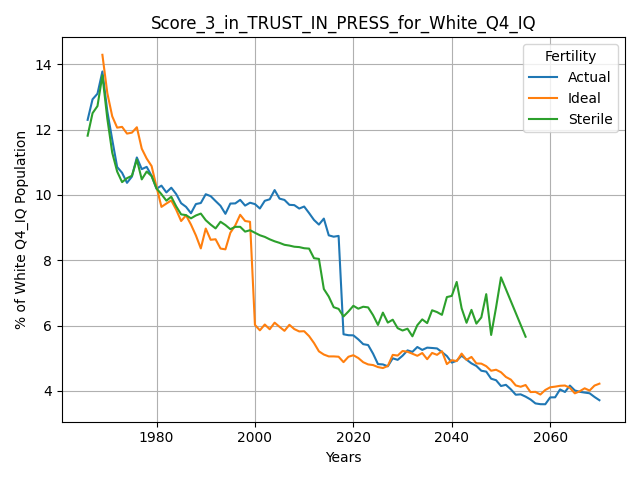 Score_3_in_TRUST_IN_PRESS_for_White_Q4_IQ
Fertility
Actual
Ideal
Sterile
% of White Q4_IQ Population
14
12
10
8
6
4
1980
2000
2020
2040
2060
Years